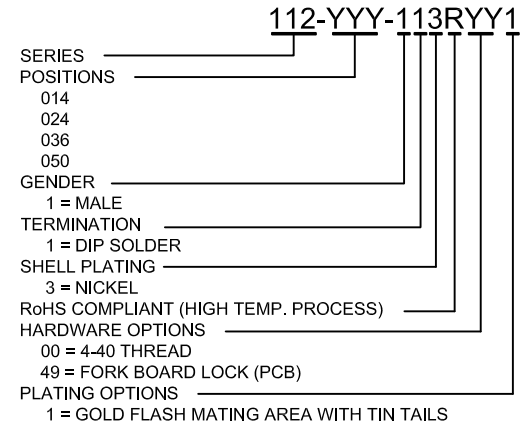 112-YYY-113RYY1
SERIES
POSITIONS
014
024
036
050
GENDER
1 = MALE
TERMINATION
1 = DIP SOLDER
SHELL PLATING
3 = NICKEL
RoHS COMPLIANT (HIGH TEMP. PROCESS)
HARDWARE OPTIONS
00 = 4-40 THREAD
49 = FORK BOARD LOCK (PCB)
PLATING OPTIONS
1 = GOLD FLASH MATING AREA WITH TIN TAILS